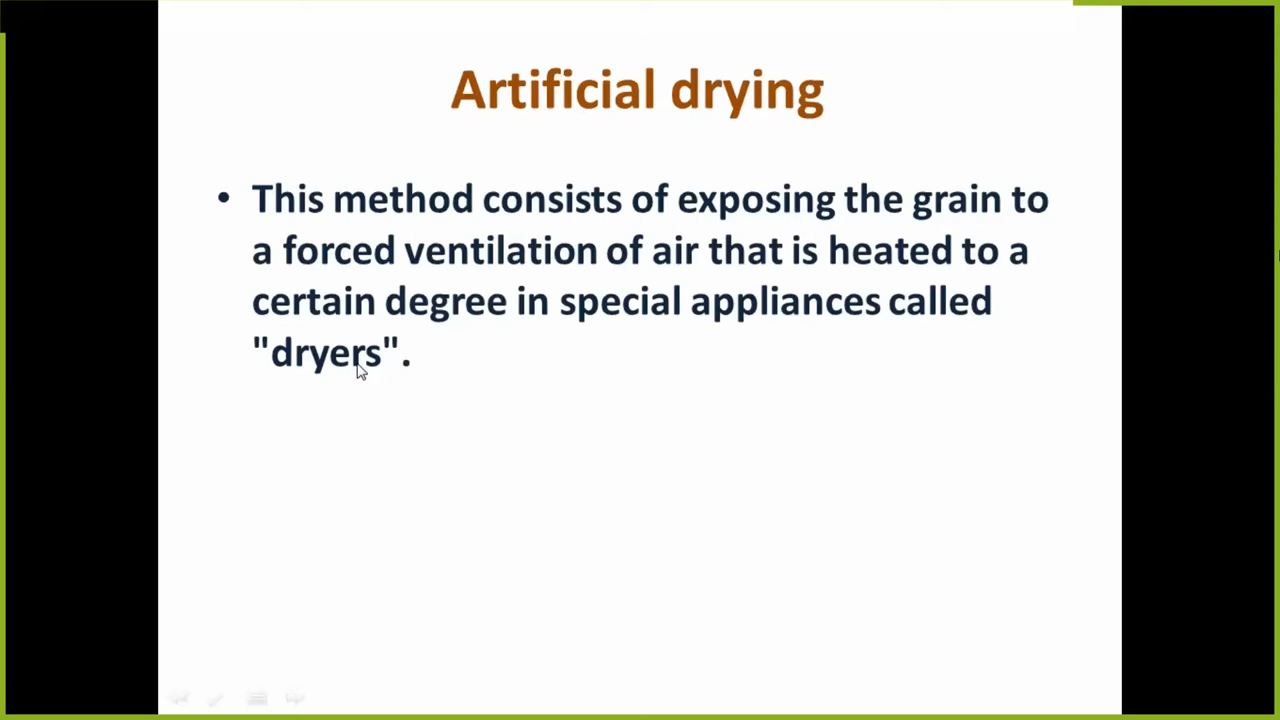 Artificial drying
• This method consists of exposing the grain to
a forced ventilation of air that is heated to a
certain degree in special appliances called
"dryers".